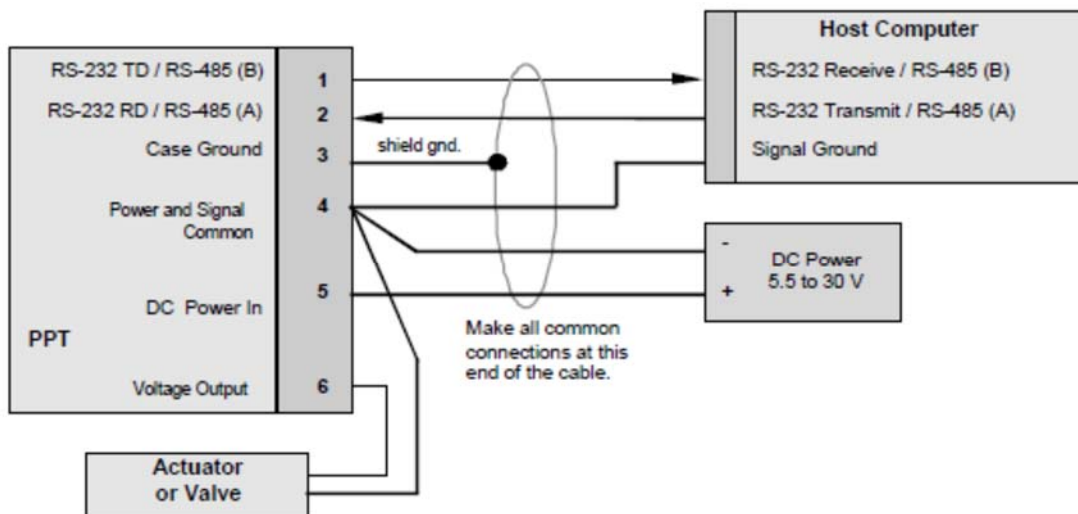 RS-232 TD / RS-485 (B)
RS-232 RD / RS-485 (A)
Case Ground
Power and Signal
Common
DC Power In
PPT
Voltage Output
1
2
3
4
5
6
shield gnd.
Host Computer
RS-232 Receive / RS-485 (B)
RS-232 Transmit / RS-485 (A)
Signal Ground
-
+
DC Power
5.5 to 30 V
Make all common
connections at this
end of the cable.
Actuator
or Valve